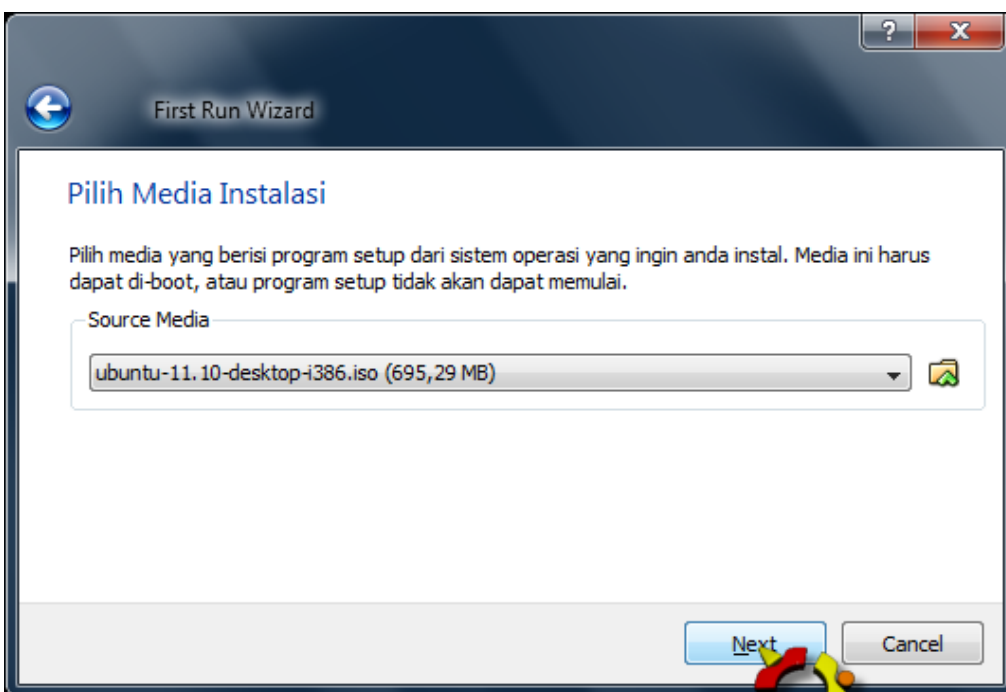 First Run Wizard
Pilih Media Instalasi
Pilih media yang berisi program setup dari sistem operasi yang ingin anda instal. Media ini harus
dapat di-boot, atau program setup tidak akan dapat memulai.
Source Media
ubuntu-11.10-desktop-i386.iso (695,29 MB)
Next Cancel